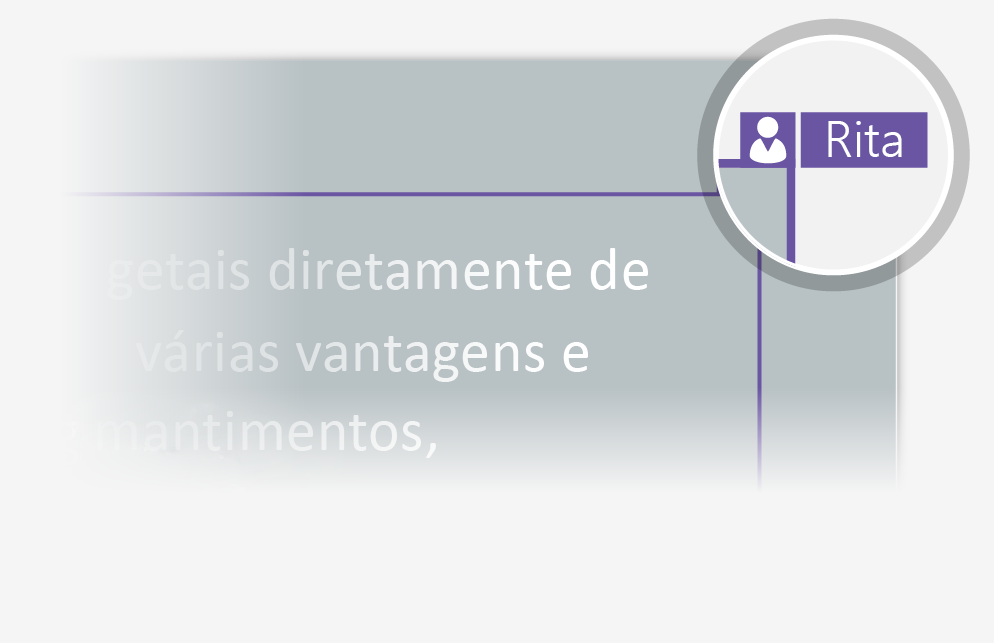 Rita
getais diretamente de
várias vantagens e
mantimentos,